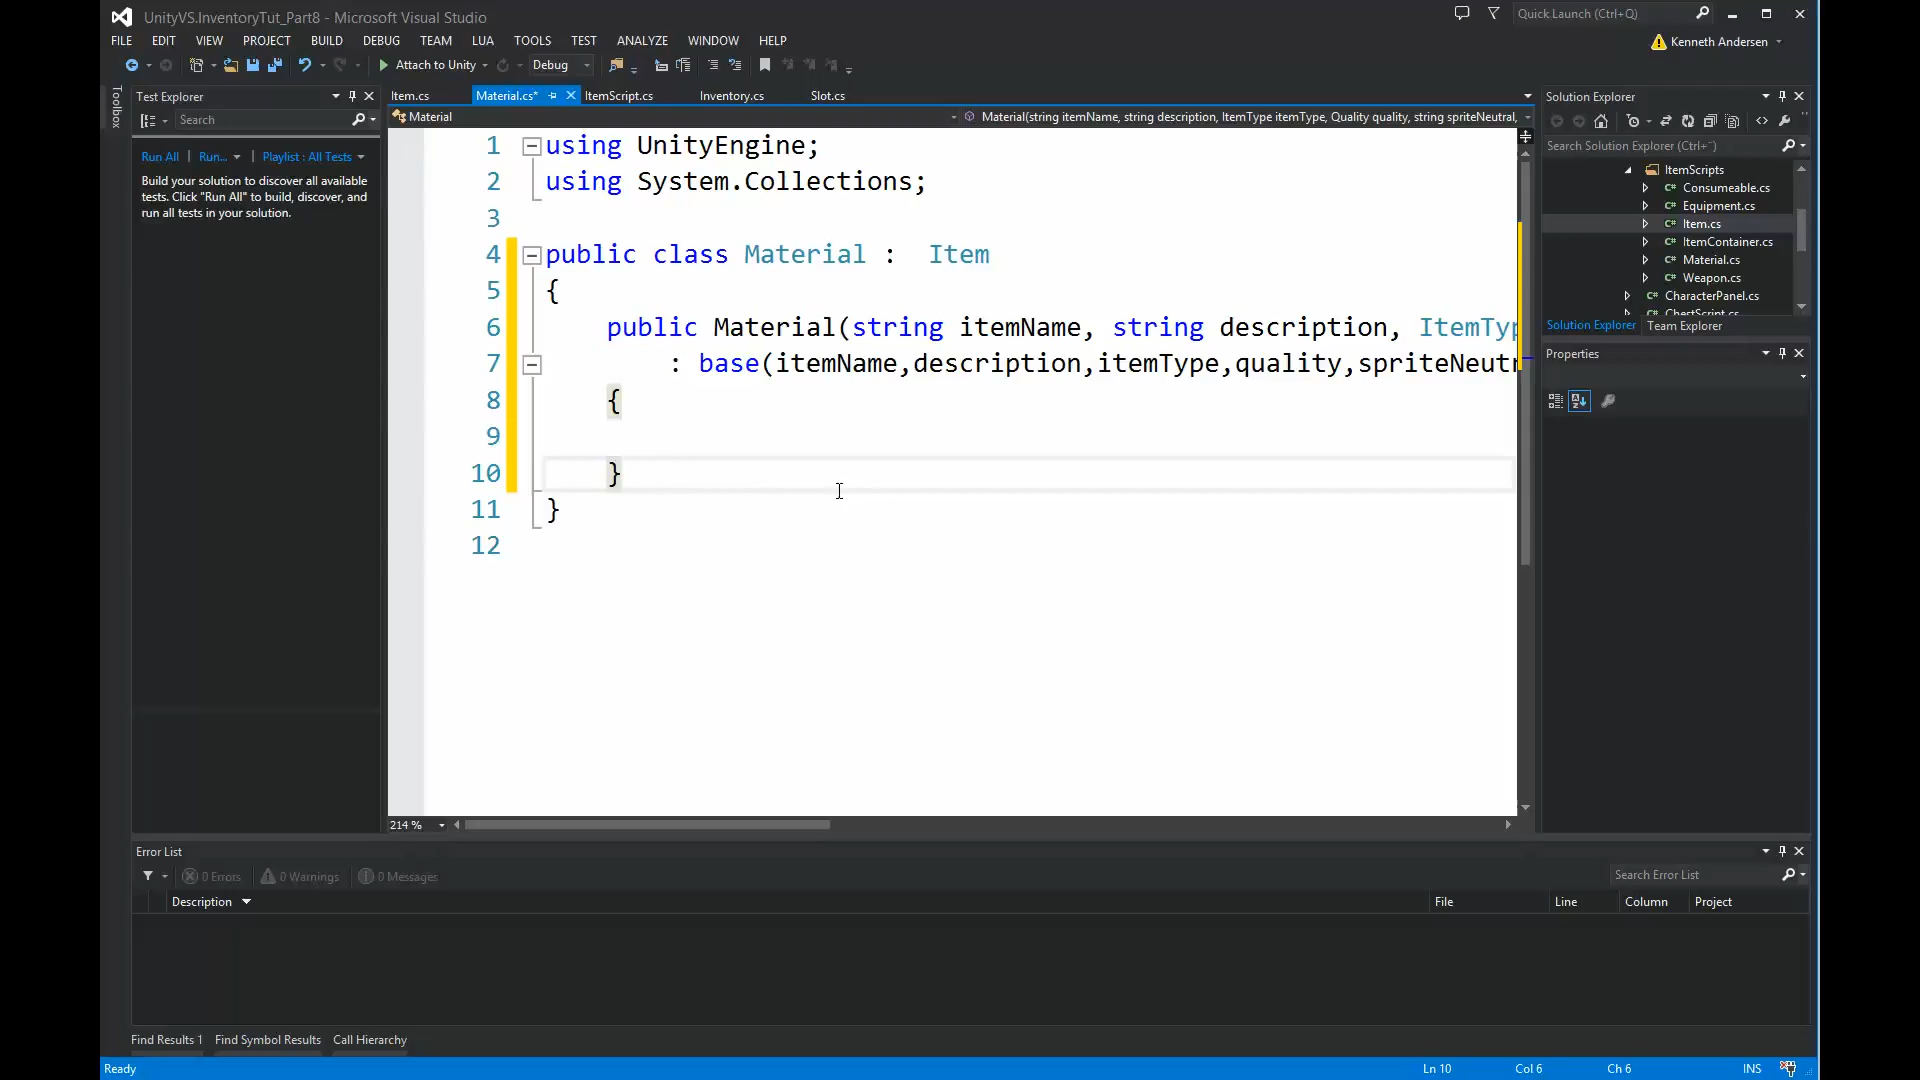 UnityVS.InventoryTut_Part8 - Microsoft Visual Studio
Quick Launch (Ctrl+Q)
FILE EDIT VIEW PROJECT BUILD DEBUG TEAM LUA TOOLS TEST ANALYZE WINDOW HELP
Kenneth Andersen
Attach to Unity Debug
Toolbox
Test Explorer
Search
Run All Run... Playlist : All Tests
Build your solution to discover all available
tests. Click "Run All" to build, discover, and
run all tests in your solution.
Item.cs Material.cs* ItemScript.cs Inventory.cs Slot.cs
Material Material(string itemName, string description, ItemType itemType, Quality quality, string spriteNeutral,
1 using UnityEngine;
2 using System.Collections;
3
4 public class Material :  Item
5 {
6 public Material(string itemName, string description, ItemTyp
7 : base(itemName,description,itemType,quality,spriteNeutr
8 {
9
10 }
11 }
12
214 %
Solution Explorer
Search Solution Explorer (Ctrl+¨)
ItemScripts
C# Consumeable.cs
C# Equipment.cs
C# Item.cs
C# ItemContainer.cs
C# Material.cs
C# Weapon.cs
C# CharacterPanel.cs
C# ChestScript.cs
Solution Explorer Team Explorer
Properties
Error List
0 Errors 0 Warnings 0 Messages
Search Error List
Description File Line Column Project
Find Results 1 Find Symbol Results Call Hierarchy
Ready Ln 10 Col 6 Ch 6 INS